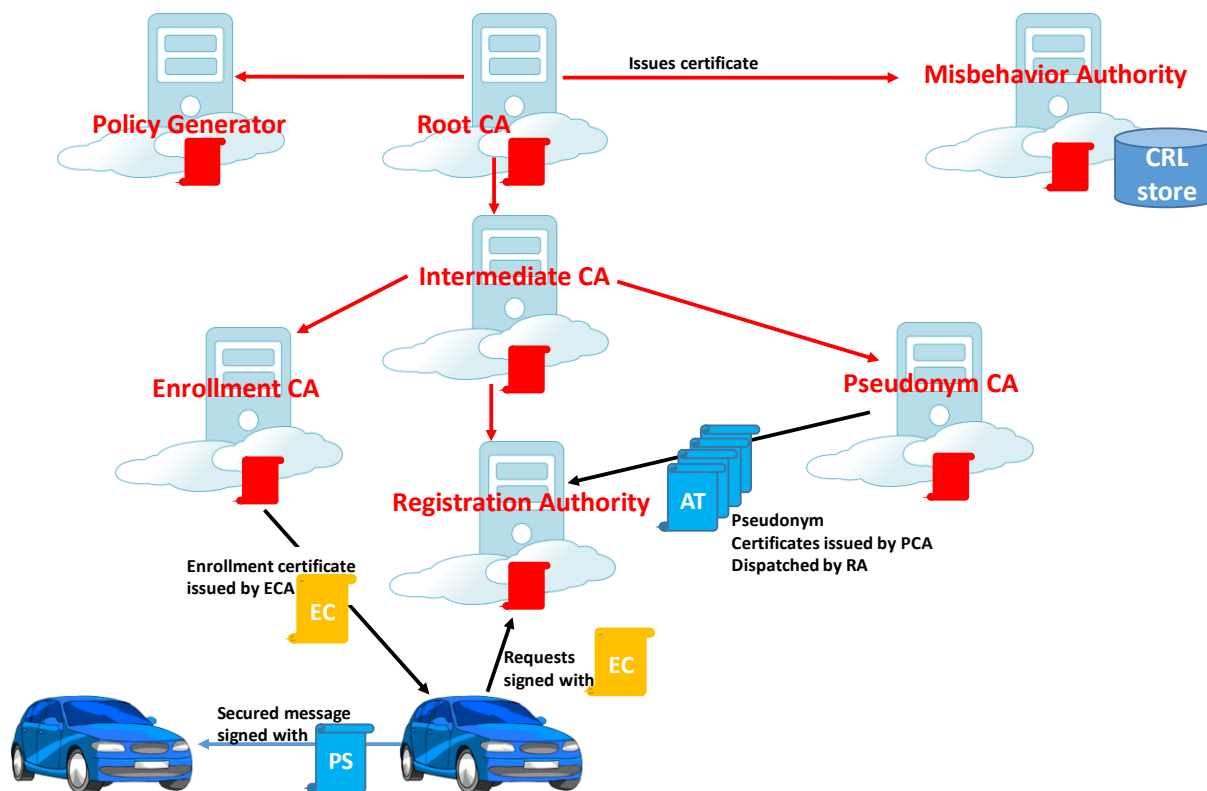 Issues certificate
Misbehavior Authority
Policy Generator
Root CA
CRL
store
Intermediate CA
Enrollment CA
Pseudonym CA
Registration Authority
AT
Pseudonym
Certificates issued by PCA
Dispatched by RA
Enrollment certificate
issued by ECA
EC
Requests
signed with
EC
Secured message
signed with
PS